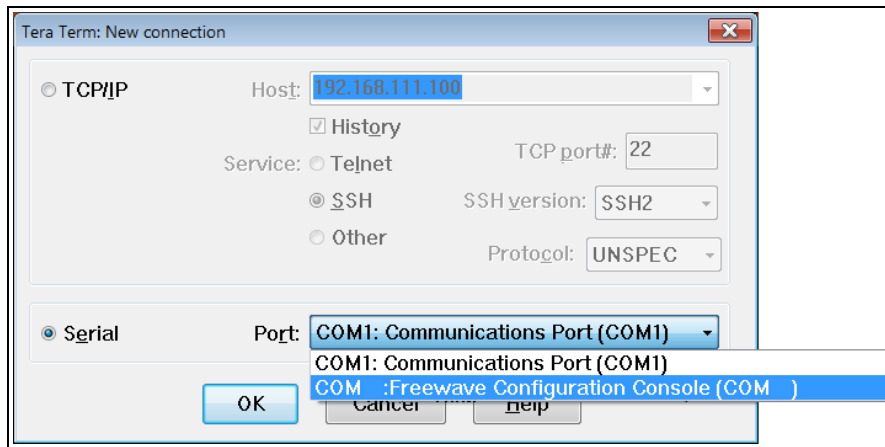 Tera Term: New connection
TCP/IP
Host: 192.168.111.100
History
Service: Telnet
TCP port#: 22
SSH
SSH version: SSH2
Other
Protocol: UNSPEC
Serial
Port: COM1: Communications Port (COM1)
COM1: Communications Port (COM1)
COM :Freewave Configuration Console (COM )
OK
Cancel
Help